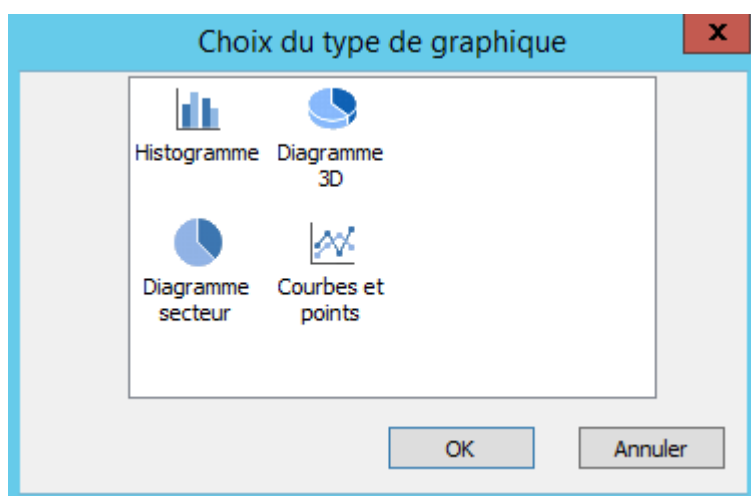 Choix du type de graphique
x
Histogramme
Diagramme
3D
Diagramme
secteur
Courbes et
points
OK
Annuler